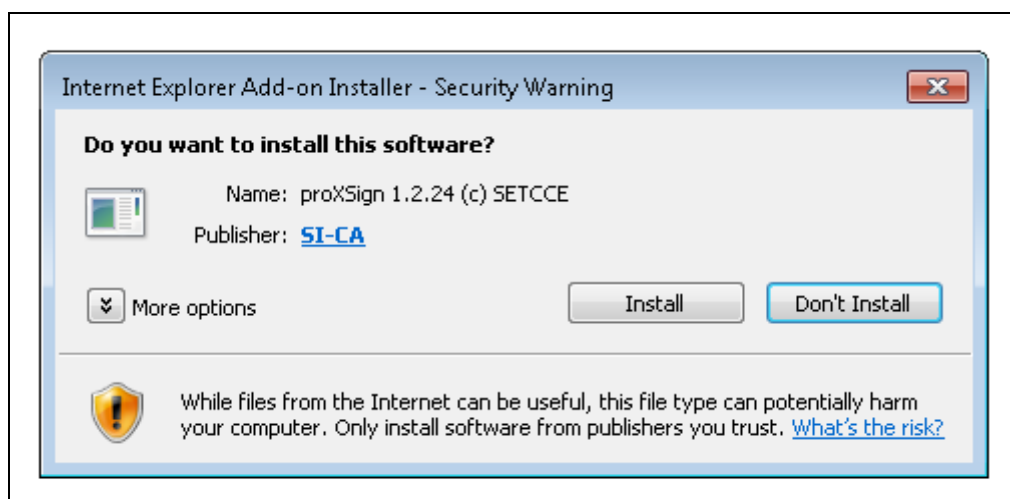 Internet Explorer Add-on Installer - Security Warning
Do you want to install this software?
Name: proXSign 1.2.24 (c) SETCCE
Publisher: SI-CA
More options
Install
Don't Install
While files from the Internet can be useful, this file type can potentially harm
your computer. Only install software from publishers you trust. What's the risk?